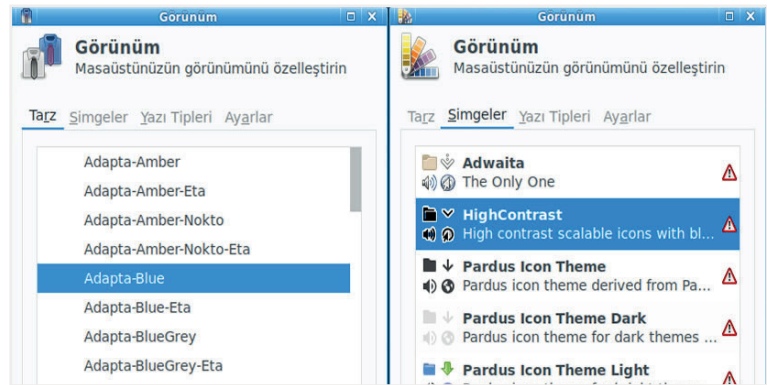 Görünüm
Görünüm
Masaüstünüzün görünümünü özelleştirin
Tarz Simgeler Yazı Tipleri Ayarlar
Adapta-Amber
Adapta-Amber-Eta
Adapta-Amber-Nokto
Adapta-Amber-Nokto-Eta
Adapta-Blue
Adapta-Blue-Eta
Adapta-BlueGrey
Adapta-BlueGrey-Eta
Görünüm
Görünüm
Masaüstünüzün görünümünü özelleştirin
Tarz Simgeler Yazı Tipleri Ayarlar
Adwaita
The Only One
HighContrast
High contrast scalable icons with bl...
Pardus Icon Theme
Pardus icon theme derived from Pa...
Pardus Icon Theme Dark
Pardus icon theme for dark themes ...
Pardus Icon Theme Light